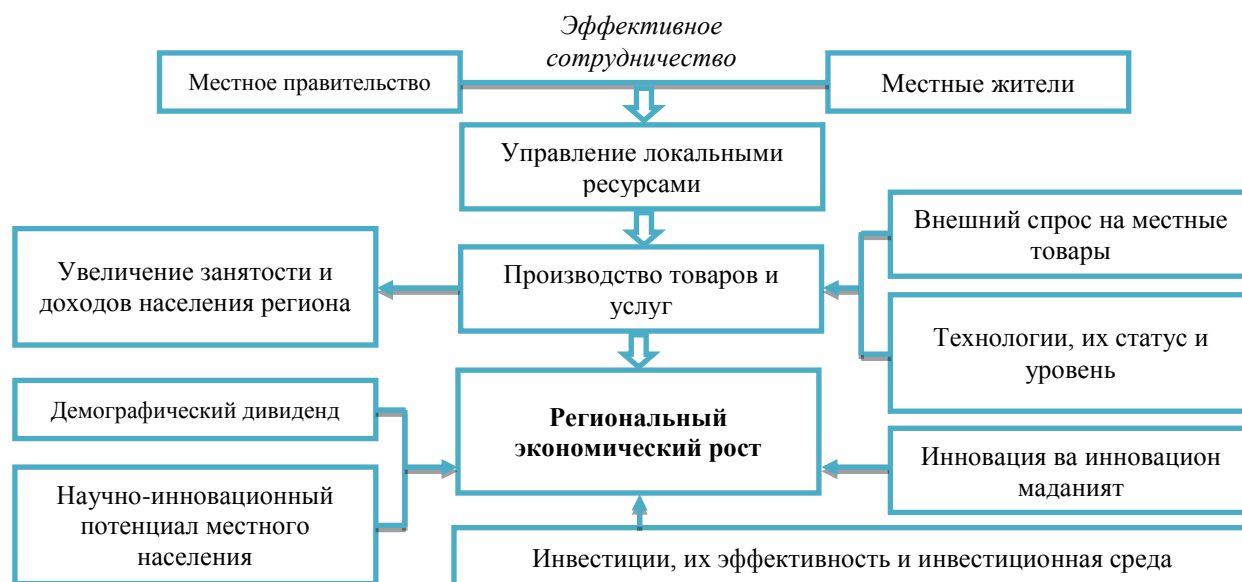 Эффективное
сотрудничество
Местное правительство
Местные жители
Управление локальными
ресурсами
Внешний спрос на местные
товары
Увеличение занятости и
доходов населения региона
Производство товаров и
услуг
Технологии, их статус и
уровень
Демографический дивиденд
Региональный
экономический рост
Инновация ва инновацион
маданият
Научно-инновационный
потенциал местного
населения
Инвестиции, их эффективность и инвестиционная среда